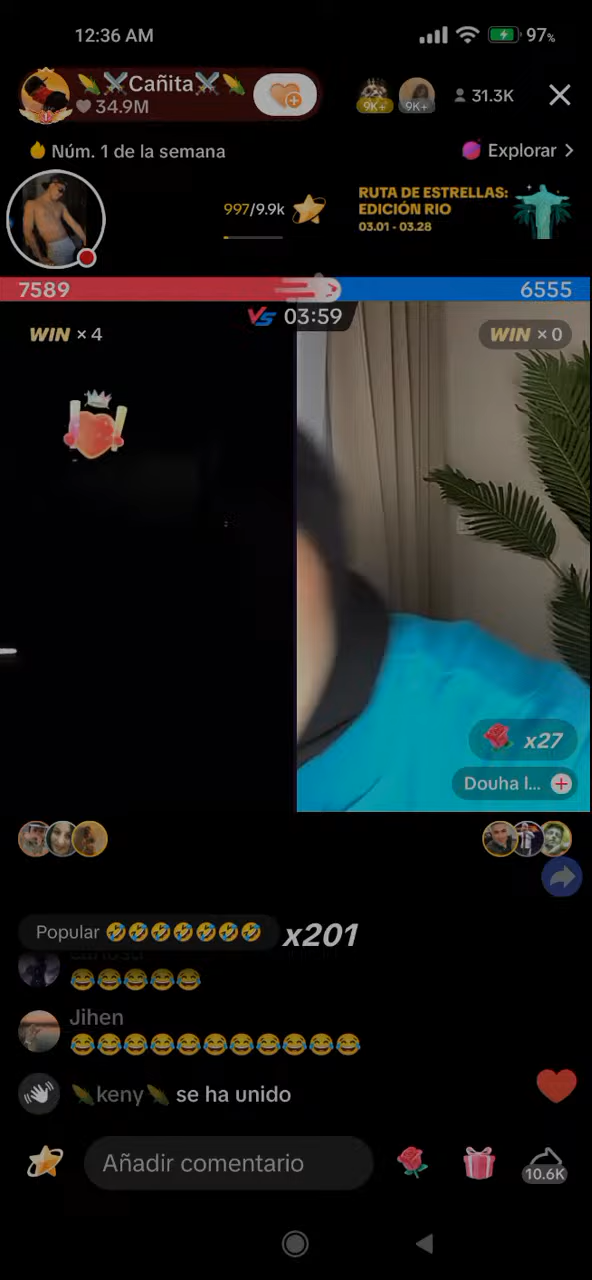 12:36 AM
97%
🌽⚔️Cañita⚔️🌽
34.9M
9K+
9K+
31.3K
Núm. 1 de la semana
Explorar >
997/9.9k
RUTA DE ESTRELLAS:
EDICIÓN RIO
03.01 - 03.28
7589
6555
VS 03:59
WIN × 4
WIN × 0
x27
Douha l...
Popular 🤣🤣🤣🤣🤣🤣🤣 x201
😂😂😂😂😂
Jihen
😂😂😂😂😂😂😂😂😂😂😂
🌽keny🌽 se ha unido
Añadir comentario
10.6K